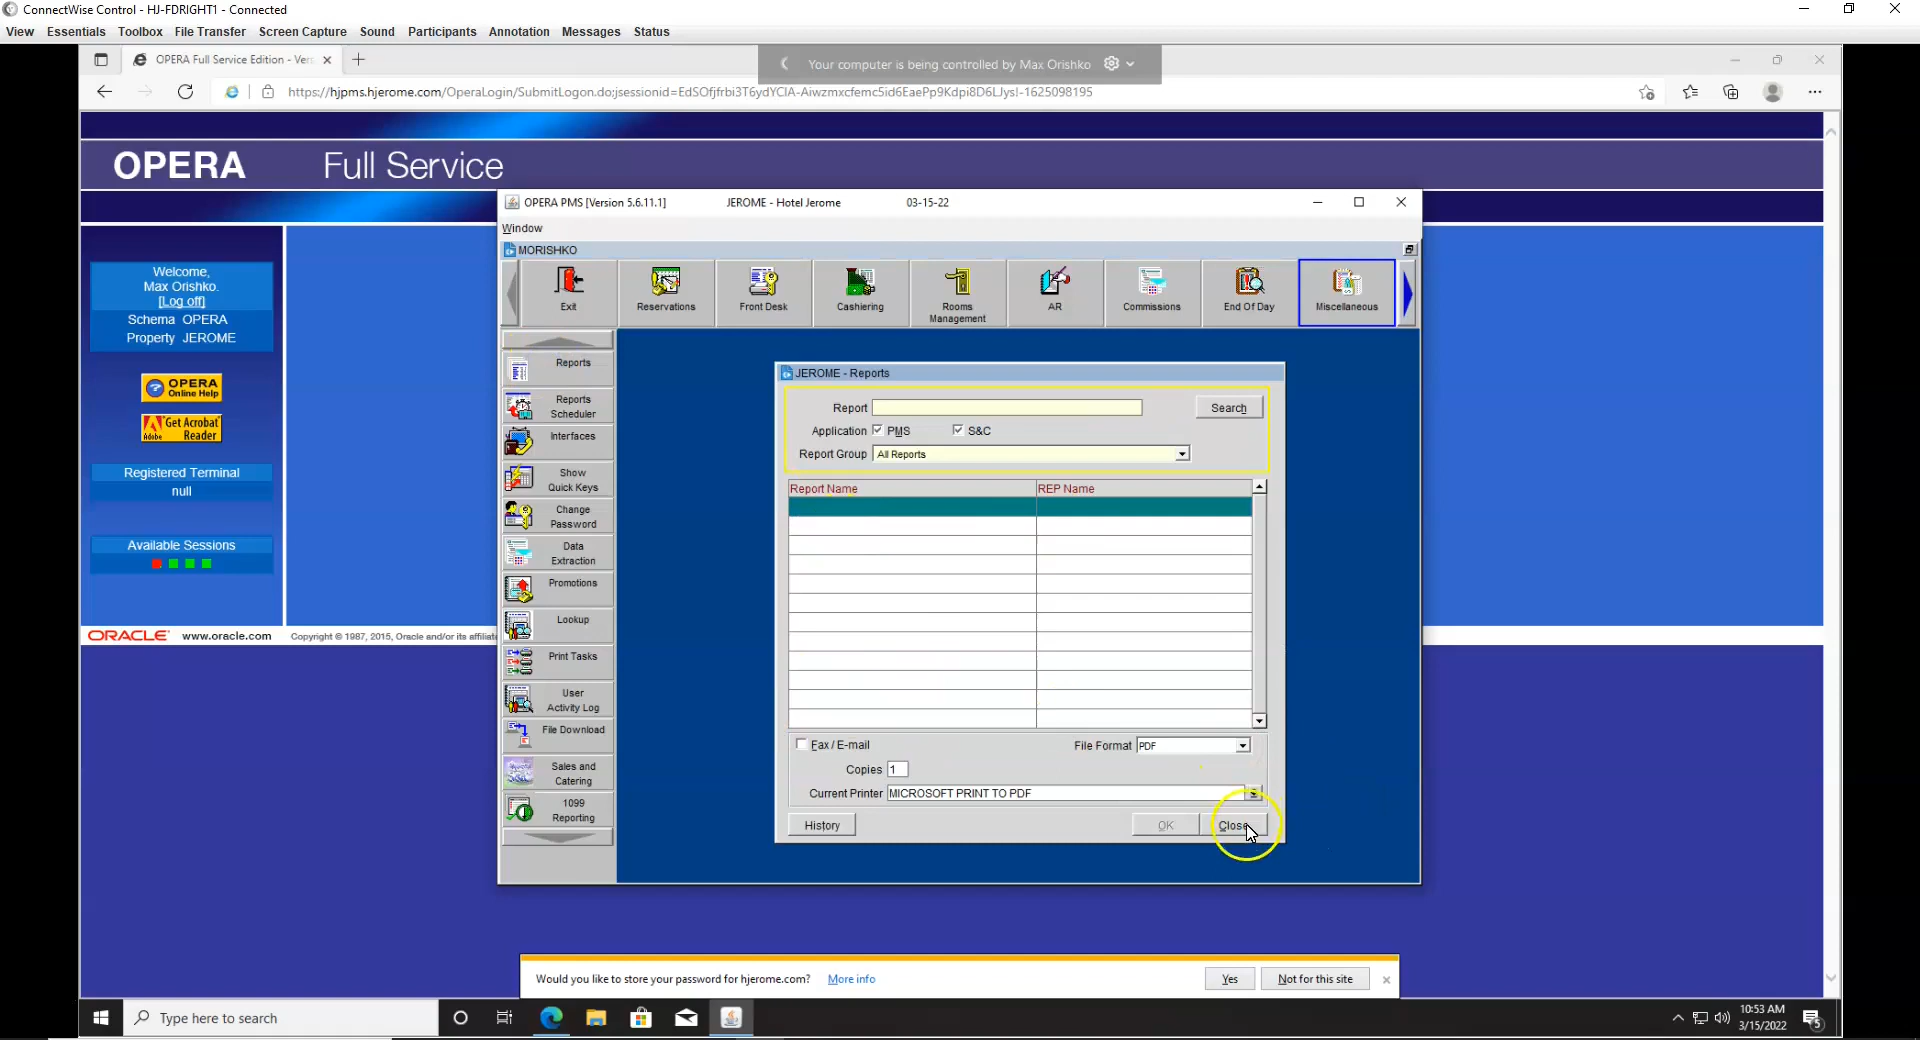 ConnectWise Control - HJ-FDRIGHT1 - Connected
View Essentials Toolbox File Transfer Screen Capture Sound Participants Annotation Messages Status
OPERA Full Service Edition - Ver
Your computer is being controlled by Max Orishko
https://hjpms.hjerome.com/OperaLogin/SubmitLogon.do;jsessionid=EdSOfjfrbi3T6ydYCIA-Aiwzmxcfemc5id6EaePp9Kdpi8D6LJys!-1625098195
OPERA Full Service
OPERA PMS [Version 5.6.11.1] JEROME - Hotel Jerome 03-15-22
Window
MORISHKO
Exit
Reservations
Front Desk
Cashiering
Rooms
Management
AR
Commissions
End Of Day
Miscellaneous
Welcome,
Max Orishko.
[Log off]
Schema OPERA
Property JEROME
OPERA
Online Help
Get Acrobat
Adobe Reader
Registered Terminal
null
Available Sessions
ORACLE www.oracle.com Copyright © 1987, 2015, Oracle and/or its affiliate
Reports
Reports
Scheduler
Interfaces
Show
Quick Keys
Change
Password
Data
Extraction
Promotions
Lookup
Print Tasks
User
Activity Log
File Download
Sales and
Catering
1099
Reporting
JEROME - Reports
Report Search
Application PMS S&C
Report Group All Reports
Report Name REP Name
Fax / E-mail File Format PDF
Copies 1
Current Printer MICROSOFT PRINT TO PDF
History OK Close
Would you like to store your password for hjerome.com? More info Yes Not for this site
Type here to search
10:53 AM
3/15/2022
5